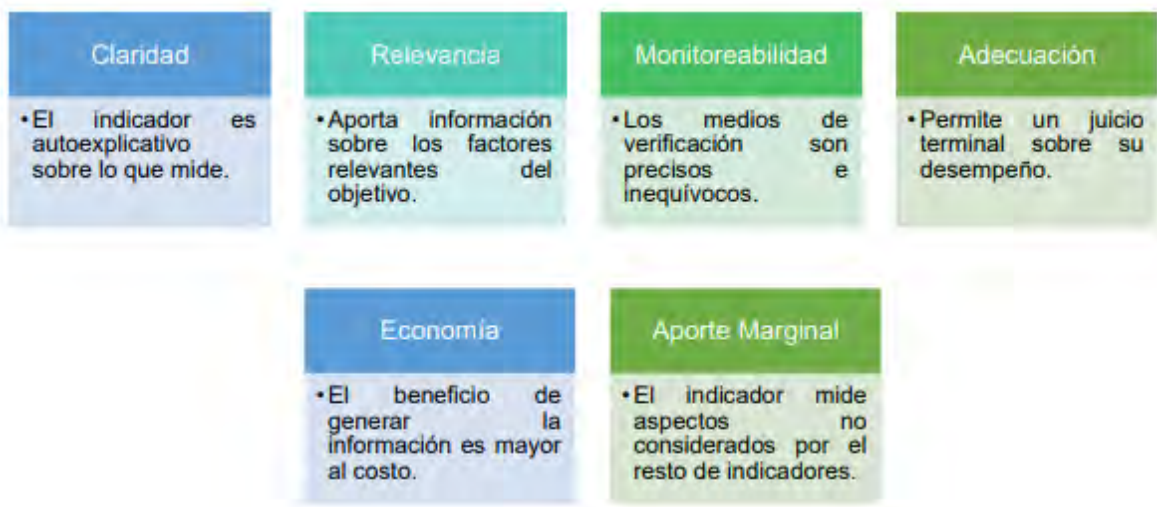 Claridad
•El indicador es
autoexplicativo
sobre lo que mide.
Relevancia
•Aporta información
sobre los factores
relevantes del
objetivo.
Monitoreabilidad
•Los medios de
verificación son
precisos e
inequívocos.
Adecuación
•Permite un juicio
terminal sobre su
desempeño.
Economía
•El beneficio de
generar la
información es mayor
al costo.
Aporte Marginal
•El indicador mide
aspectos no
considerados por el
resto de indicadores.